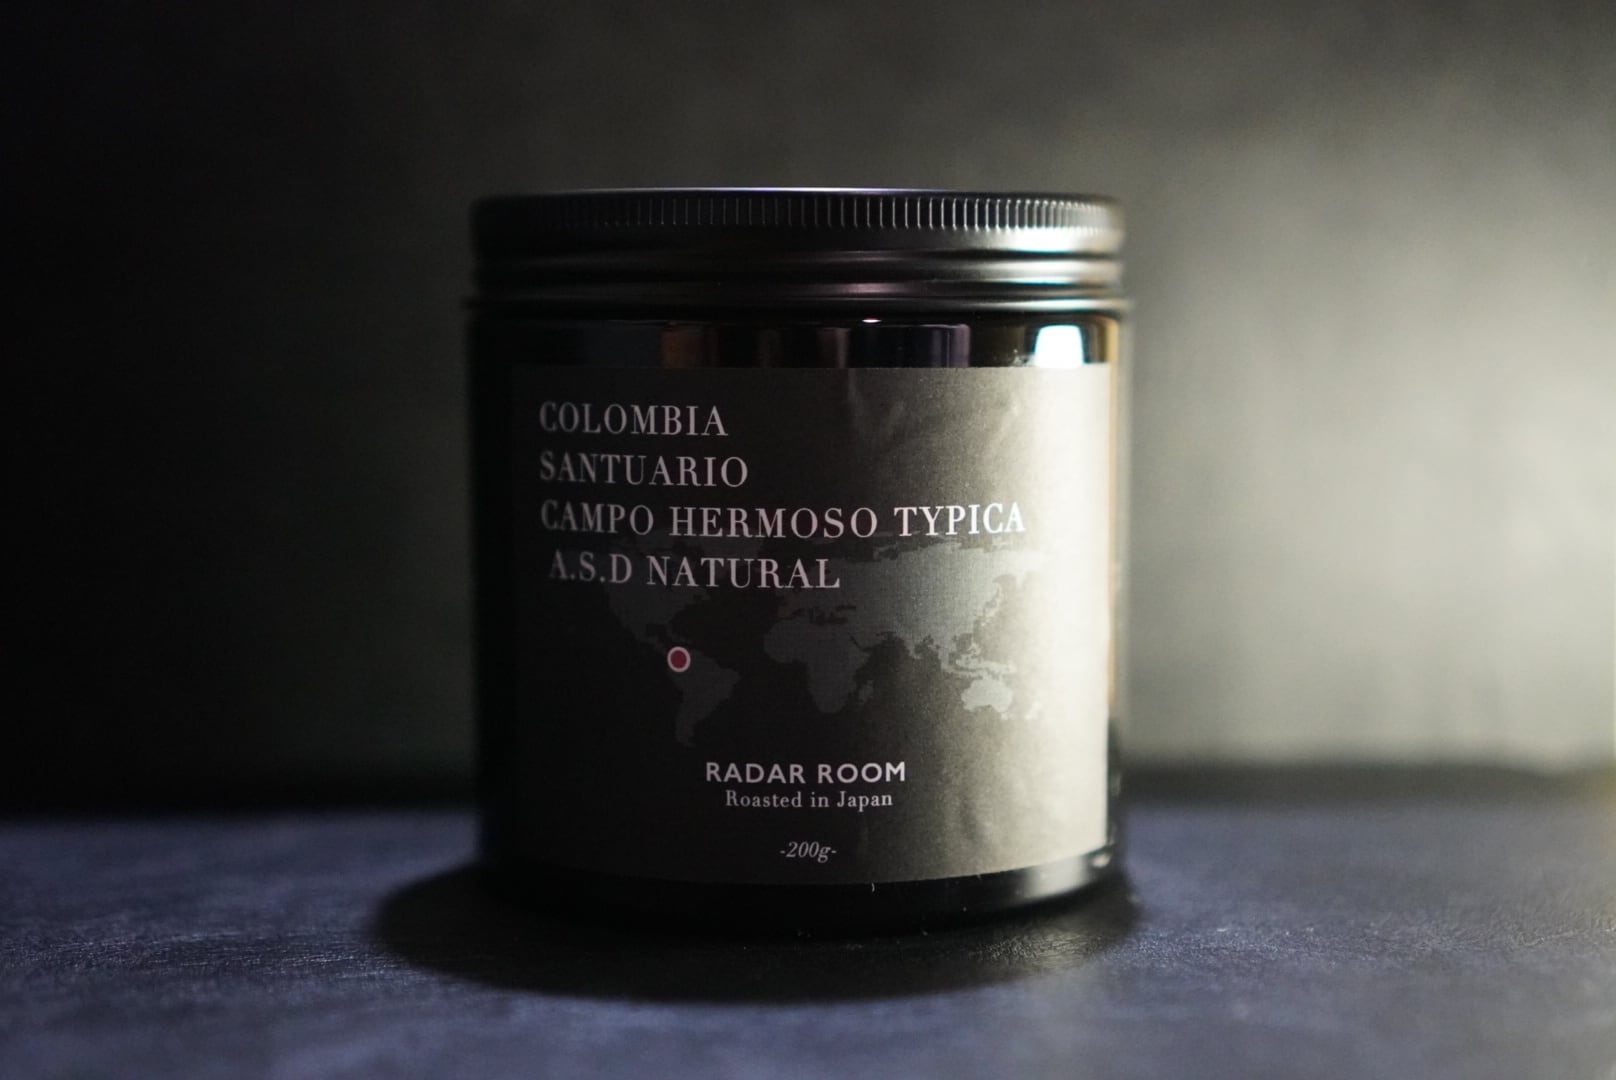 COLOMBIA
SANTUARIO
CAMPO HERMOSO TYPICA
A.S.D NATURAL
RADAR ROOM
Roasted in Japan
-200g-